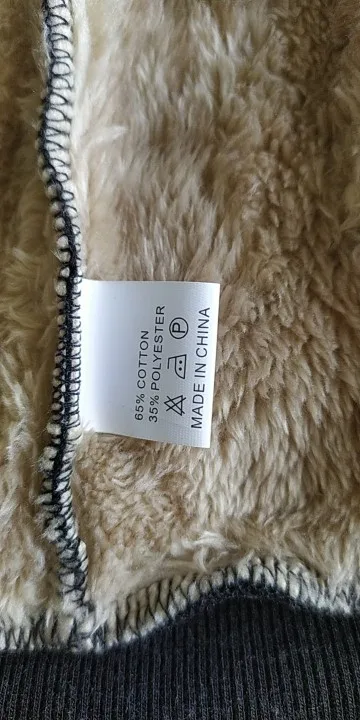 65% COTTON
35% POLYESTER
P
MADE IN CHINA